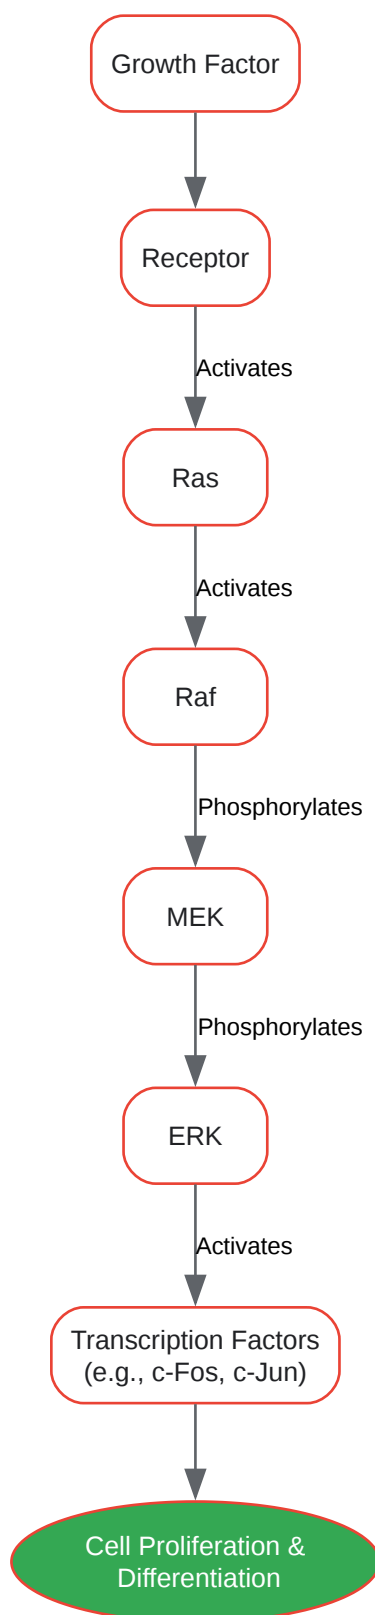 Growth Factor
Receptor
Activates
Ras
Activates
Raf
Phosphorylates
MEK
Phosphorylates
ERK
Activates
Transcription Factors
(e.g., c-Fos, c-Jun)
Cell Proliferation &
Differentiation